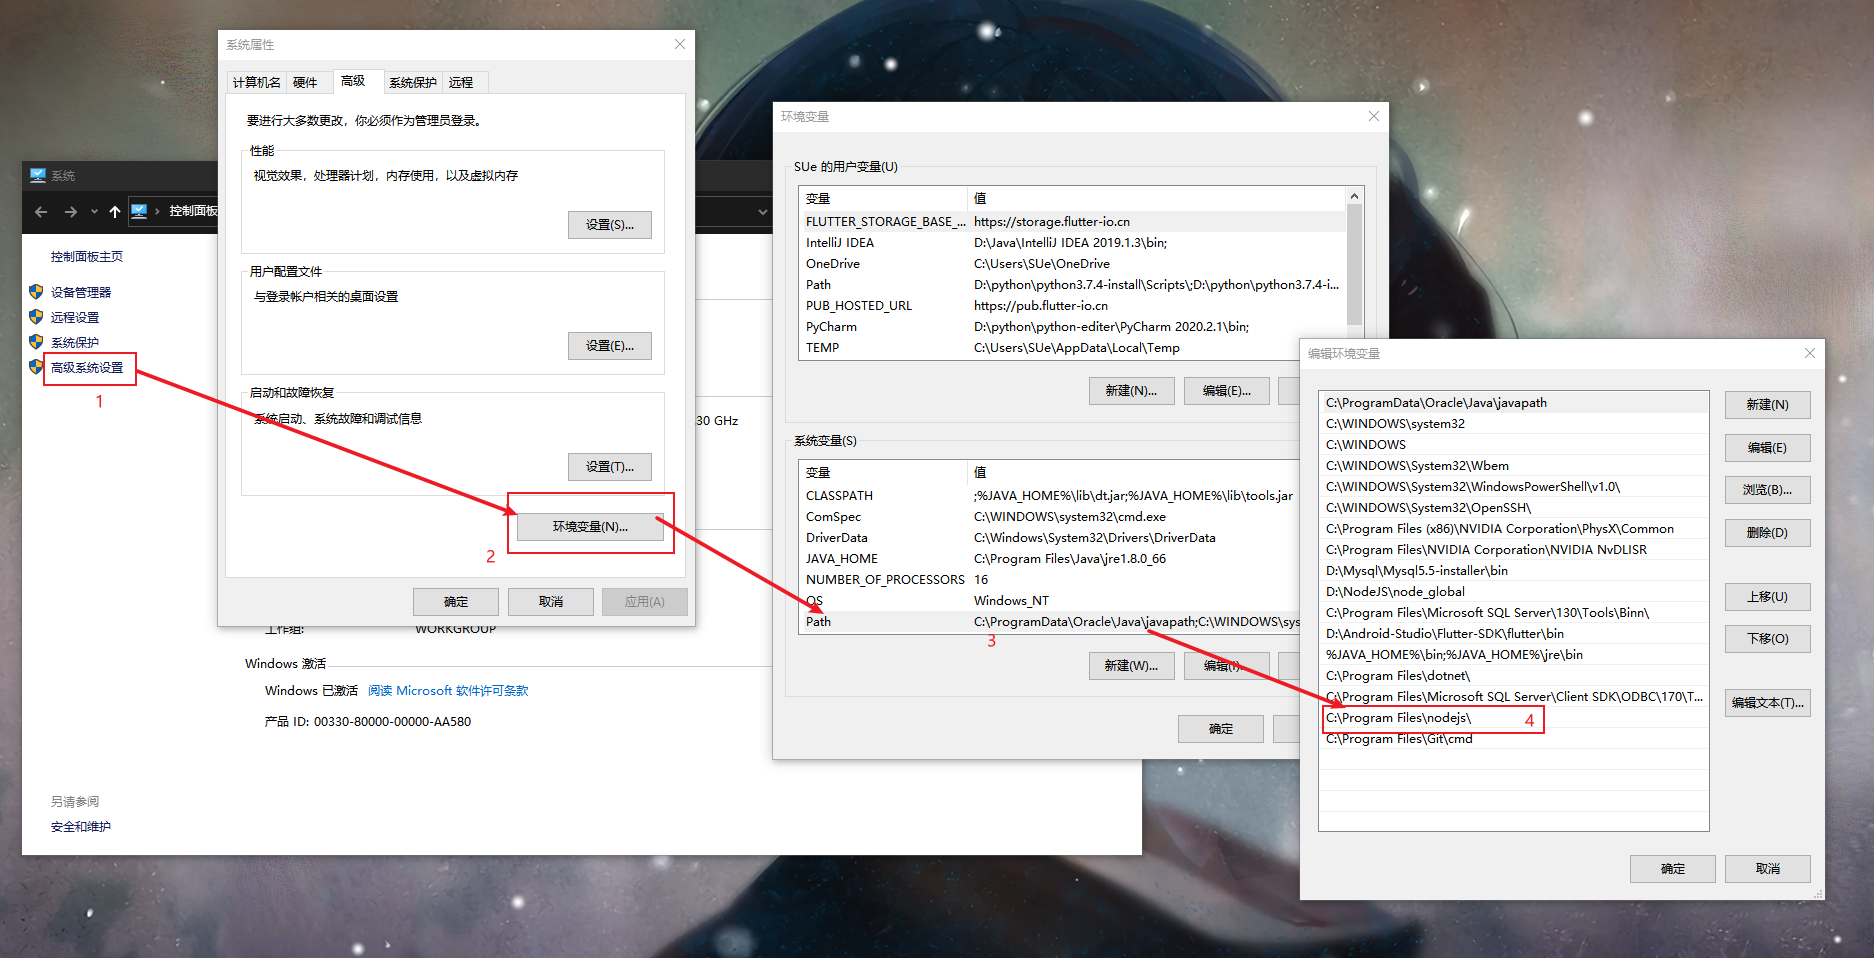 系统
控制面板
控制面板主页
设备管理器
远程设置
系统保护
高级系统设置
1
另请参阅
安全和维护
系统属性
计算机名
硬件
高级
系统保护
远程
要进行大多数更改，你必须作为管理员登录。
性能
视觉效果，处理器计划，内存使用，以及虚拟内存
设置(S)...
用户配置文件
与登录帐户相关的桌面设置
设置(E)...
启动和故障恢复
系统启动、系统故障和调试信息
设置(T)...
环境变量(N)...
2
确定
取消
应用(A)
30 GHz
工作组:
WORKGROUP
Windows 激活
Windows 已激活 阅读 Microsoft 软件许可条款
产品 ID: 00330-80000-00000-AA580
环境变量
SUe 的用户变量(U)
变量 值
FLUTTER_STORAGE_BASE_... https://storage.flutter-io.cn
IntelliJ IDEA D:\Java\IntelliJ IDEA 2019.1.3\bin;
OneDrive C:\Users\SUe\OneDrive
Path D:\python\python3.7.4-install\Scripts\;D:\python\python3.7.4-i...
PUB_HOSTED_URL https://pub.flutter-io.cn
PyCharm D:\python\python-editer\PyCharm 2020.2.1\bin;
TEMP C:\Users\SUe\AppData\Local\Temp
新建(N)...
编辑(E)...
系统变量(S)
变量 值
CLASSPATH ;%JAVA_HOME%\lib\dt.jar;%JAVA_HOME%\lib\tools.jar
ComSpec C:\WINDOWS\system32\cmd.exe
DriverData C:\Windows\System32\Drivers\DriverData
JAVA_HOME C:\Program Files\Java\jre1.8.0_66
NUMBER_OF_PROCESSORS 16
OS Windows_NT
Path C:\ProgramData\Oracle\Java\javapath;C:\WINDOWS\sys
3
新建(W)...
编辑(I)...
确定
编辑环境变量
C:\ProgramData\Oracle\Java\javapath
C:\WINDOWS\system32
C:\WINDOWS
C:\WINDOWS\System32\Wbem
C:\WINDOWS\System32\WindowsPowerShell\v1.0\
C:\WINDOWS\System32\OpenSSH\
C:\Program Files (x86)\NVIDIA Corporation\PhysX\Common
C:\Program Files\NVIDIA Corporation\NVIDIA NvDLISR
D:\Mysql\Mysql5.5-installer\bin
D:\NodeJS\node_global
C:\Program Files\Microsoft SQL Server\130\Tools\Binn\
D:\Android-Studio\Flutter-SDK\flutter\bin
%JAVA_HOME%\bin;%JAVA_HOME%\jre\bin
C:\Program Files\dotnet\
C:\Program Files\Microsoft SQL Server\Client SDK\ODBC\170\T...
C:\Program Files\nodejs\
4
C:\Program Files\Git\cmd
新建(N)
编辑(E)
浏览(B)...
删除(D)
上移(U)
下移(O)
编辑文本(T)...
确定
取消